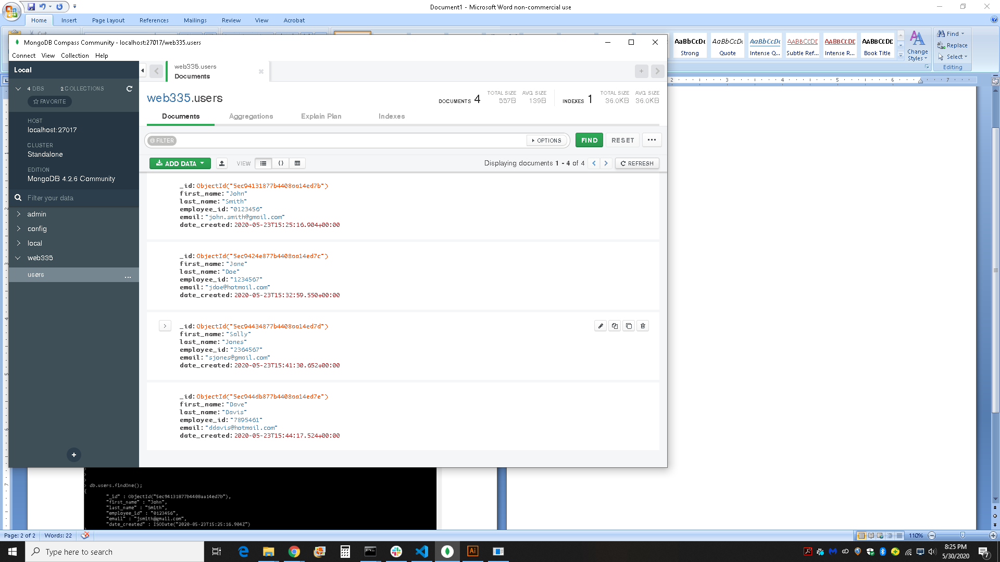 Document1 - Microsoft Word non-commercial use
Home Insert Page Layout References Mailings Review View Acrobat
Cut
AaBbCcDc AaBbCcDc AaBbCcDc AABBCCDE AABBCCDE AABBCCDE
Strong Quote Intense Q... Subtle Ref... Intense R... Book Title
Change Styles
Find
Replace
Select
Editing
MongoDB Compass Community - localhost:27017/web335.users
Connect View Collection Help
Local
4 DBS 2 COLLECTIONS
FAVORITE
HOST
localhost:27017
CLUSTER
Standalone
EDITION
MongoDB 4.2.6 Community
Filter your data
admin
config
local
web335
users ...
web335.users
Documents
web335.users
DOCUMENTS 4 TOTAL SIZE 557B AVG SIZE 139B INDEXES 1 TOTAL SIZE 36.0KB AVG SIZE 36.0KB
Documents Aggregations Explain Plan Indexes
FILTER OPTIONS FIND RESET ...
ADD DATA VIEW {} Displaying documents 1 - 4 of 4 REFRESH
_id: ObjectId("5ec94131877b4408aa14ed7b")
first_name: "John"
last_name: "Smith"
employee_id: "0123456"
email: "john.smith@gmail.com"
date_created: 2020-05-23T15:25:16.904+00:00
_id: ObjectId("5ec9424e877b4408aa14ed7c")
first_name: "Jane"
last_name: "Doe"
employee_id: "1234567"
email: "jdoe@hotmail.com"
date_created: 2020-05-23T15:32:59.550+00:00
_id: ObjectId("5ec94434877b4408aa14ed7d")
first_name: "Sally"
last_name: "Jones"
employee_id: "2364567"
email: "sjones@gmail.com"
date_created: 2020-05-23T15:41:30.652+00:00
_id: ObjectId("5ec944db877b4408aa14ed7e")
first_name: "Dave"
last_name: "Davis"
employee_id: "7895461"
email: "ddavis@hotmail.com"
date_created: 2020-05-23T15:44:17.524+00:00
2 3 4 5 6 7
>
>
> db.users.findOne();
{
"_id" : ObjectId("5ec94131877b4408aa14ed7b"),
"first_name" : "John",
"last_name" : "Smith",
"employee_id" : "0123456",
"email" : "jsmith@gmail.com",
"date_created" : ISODate("2020-05-23T15:25:16.904Z")
Page: 2 of 2 Words: 22 110%
Type here to search
8:25 PM
5/30/2020
7